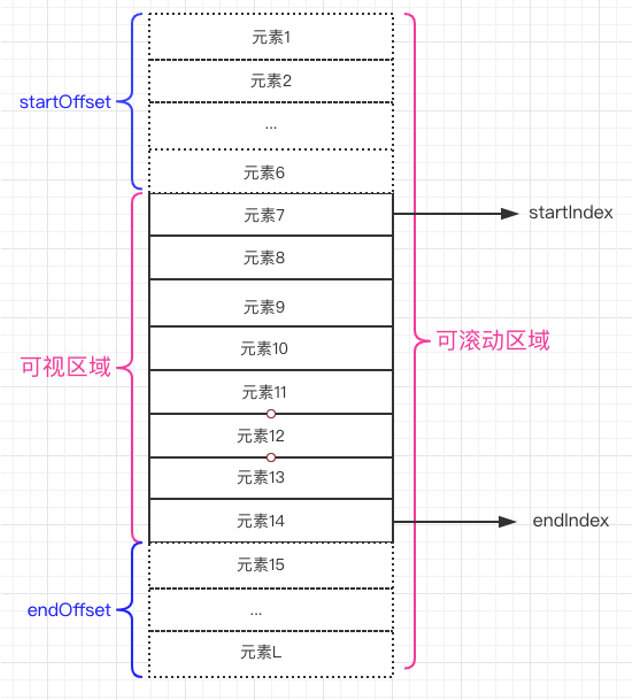 元素1
元素2
startOffset
...
元素6
元素7
startIndex
元素8
元素9
可滚动区域
元素10
可视区域
元素11
元素12
元素13
元素14
endIndex
元素15
endOffset
...
元素L